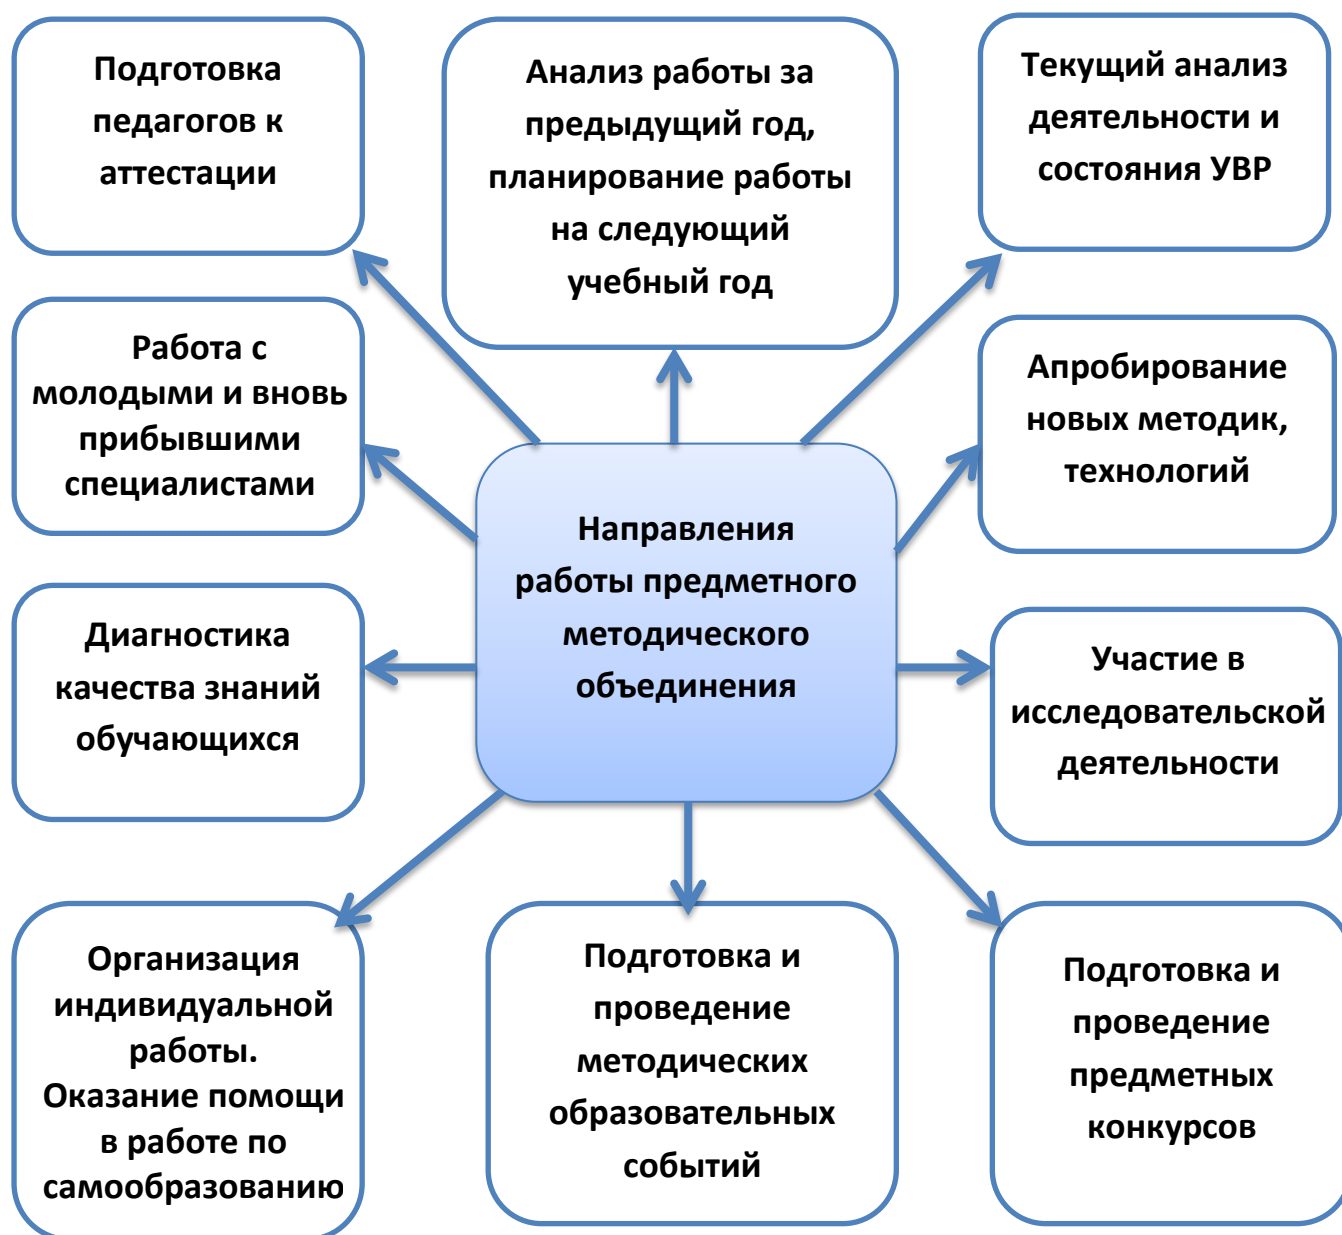 Подготовка
педагогов к
аттестации
Анализ работы за
предыдущий год,
планирование работы
на следующий
учебный год
Текущий анализ
деятельности и
состояния УВР
Работа с
молодыми и вновь
прибывшими
специалистами
Апробирование
новых методик,
технологий
Направления
работы предметного
методического
объединения
Диагностика
качества знаний
обучающихся
Участие в
исследовательской
деятельности
Организация
индивидуальной
работы.
Оказание помощи
в работе по
самообразованию
Подготовка и
проведение
методических
образовательных
событий
Подготовка и
проведение
предметных
конкурсов